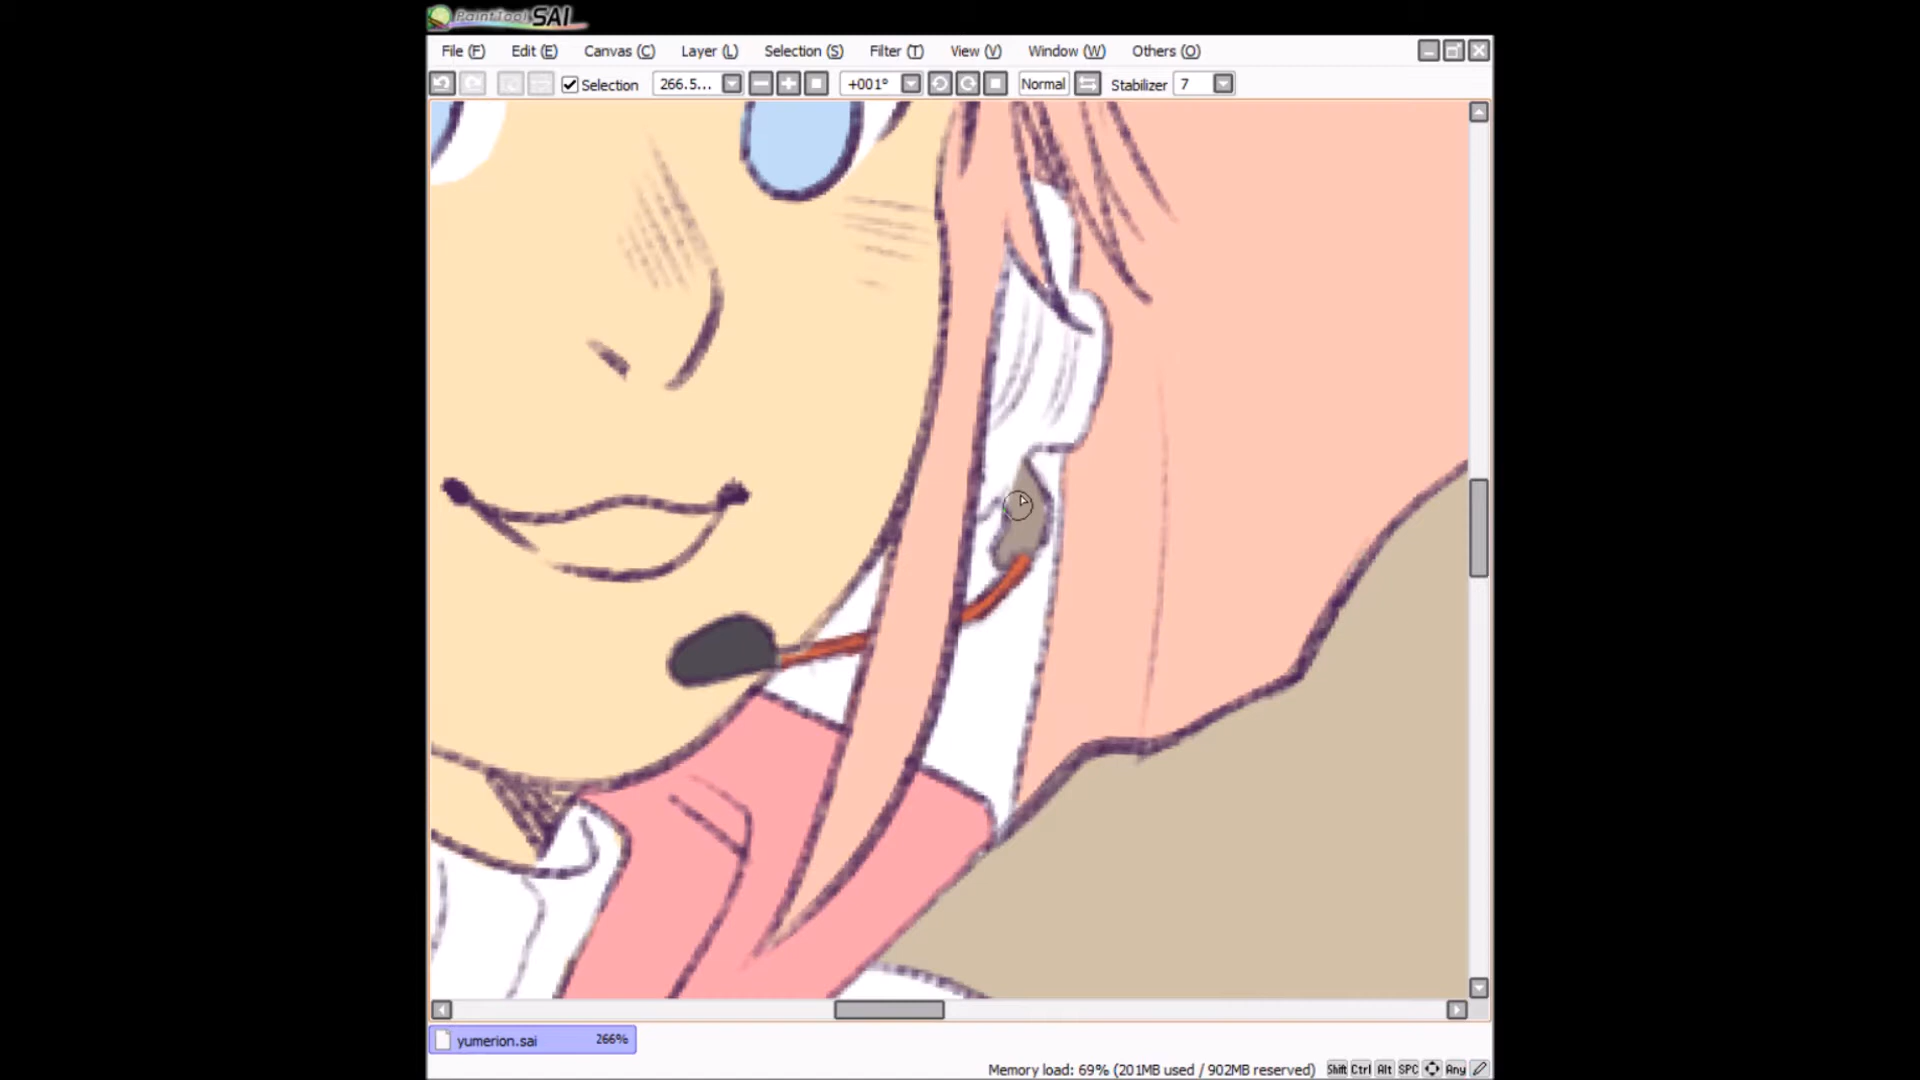 PaintTool SAI
File (F) Edit (E) Canvas (C) Layer (L) Selection (S) Filter (T) View (V) Window (W) Others (O)
Selection 266.5... +001° Normal Stabilizer 7
yumerion.sai 266%
Memory load: 69% (201MB used / 902MB reserved) Shift Ctrl Alt SPC Any